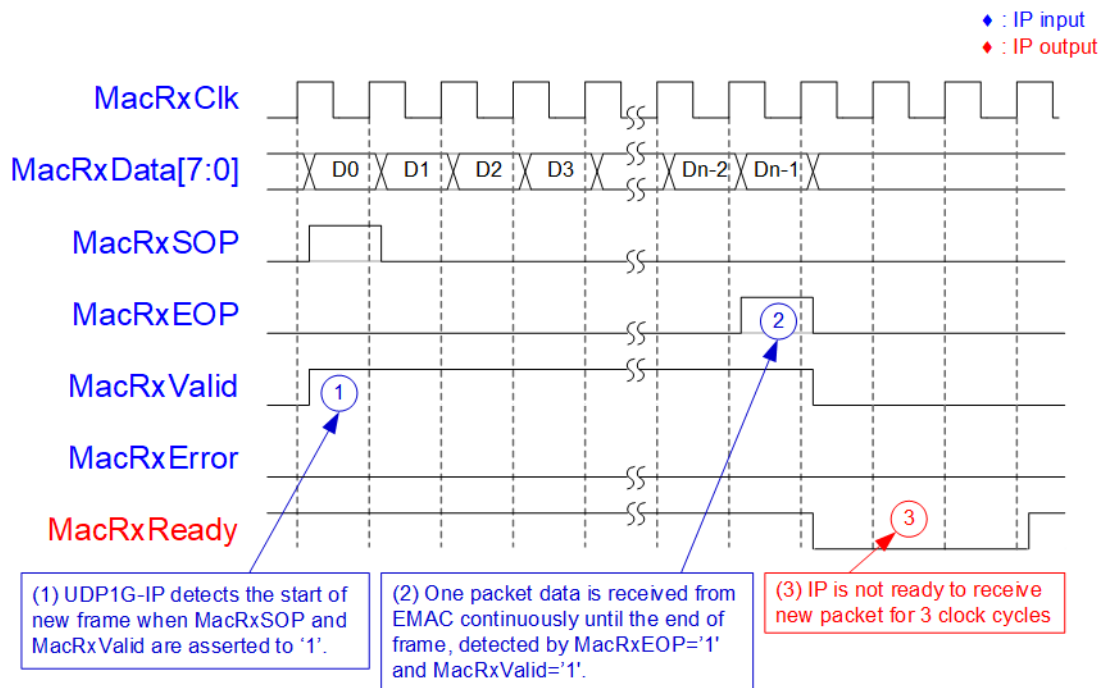 ♦ : IP input
♦ : IP output
MacRxClk
MacRxData[7:0]
D0
D1
D2
D3
Dn-2
Dn-1
MacRxSOP
MacRxEOP
2
MacRxValid
1
MacRxError
MacRxReady
3
(1) UDP1G-IP detects the start of
new frame when MacRxSOP and
MacRxValid are asserted to ‘1’.
(2) One packet data is received from
EMAC continuously until the end of
frame, detected by MacRxEOP=’1'
and MacRxValid=’1'.
(3) IP is not ready to receive
new packet for 3 clock cycles